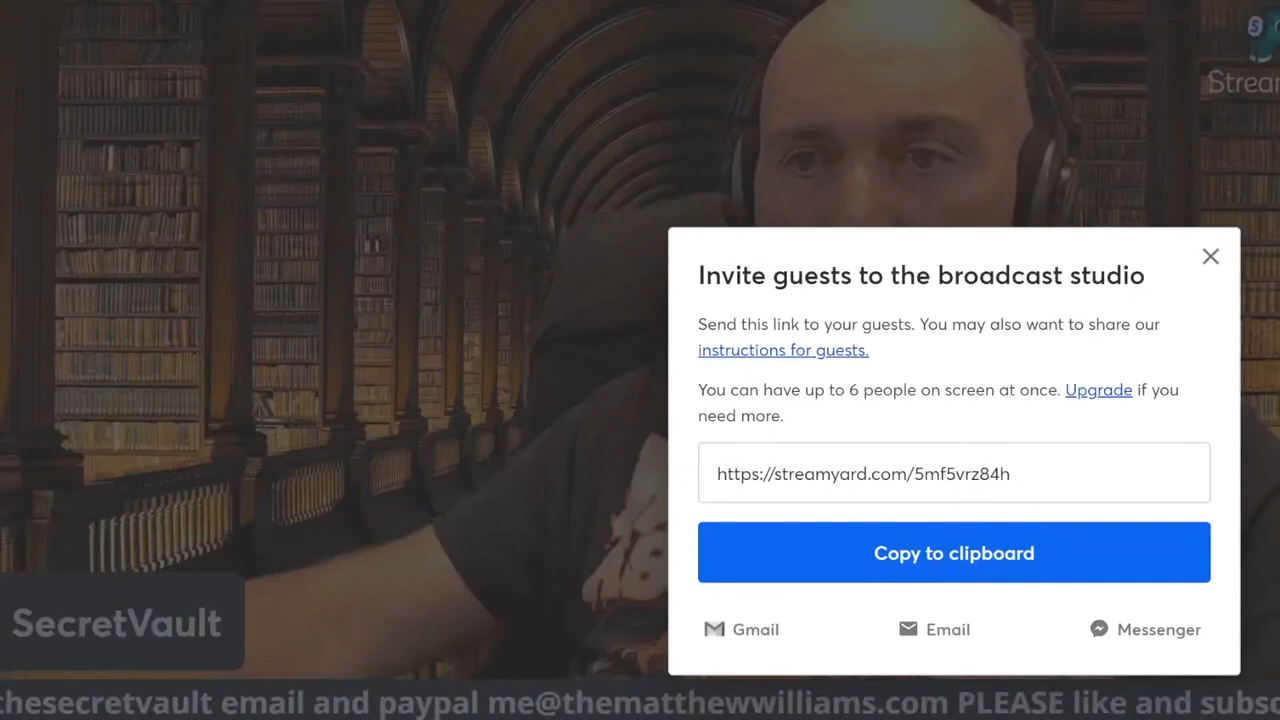 S
Strea
Invite guests to the broadcast studio
Send this link to your guests. You may also want to share our
instructions for guests.
You can have up to 6 people on screen at once. Upgrade if you
need more.
https://streamyard.com/5mf5vrz84h
Copy to clipboard
Gmail Email Messenger
SecretVault
thesecretvault email and paypal me@thematthewwilliams.com PLEASE like and subsc